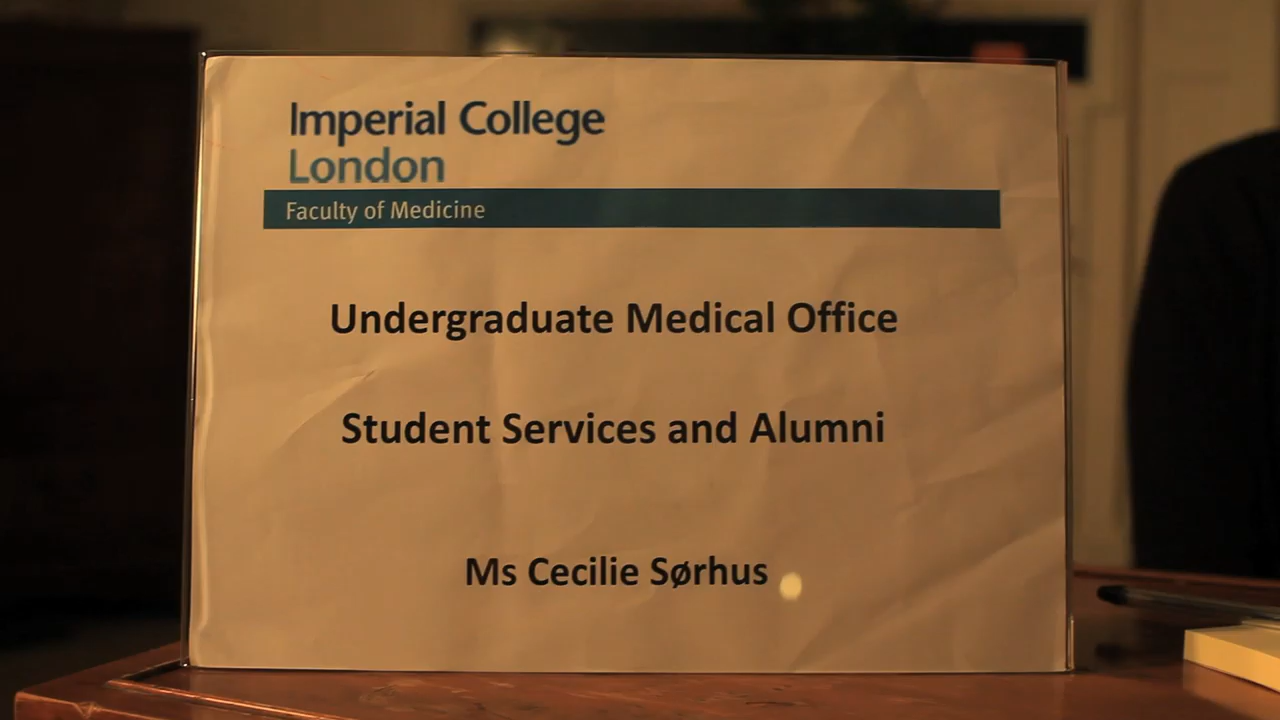 Imperial College
London
Faculty of Medicine
Undergraduate Medical Office
Student Services and Alumni
Ms Cecilie Sørhus